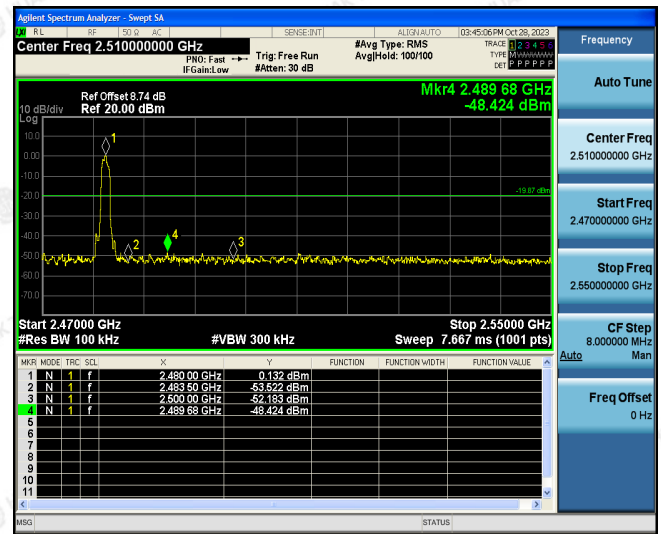 Agilent Spectrum Analyzer - Swept SA
LXI RL RF 50 Ω AC SENSE:INT ALIGN AUTO 03:45:06 PM Oct 28, 2023
Center Freq 2.510000000 GHz
PNO: Fast
IFGain:Low
Trig: Free Run
#Atten: 30 dB
#Avg Type: RMS
Avg|Hold: 100/100
TRACE 1 2 3 4 5 6
TYPE MWWWWW
DET P P P P P P
Ref Offset 8.74 dB
Ref 20.00 dBm
Mkr4 2.489 68 GHz
-48.424 dBm
10 dB/div
Log
10.0
0.00
-10.0
-20.0
-30.0
-40.0
-50.0
-60.0
-70.0
1
2
3
4
-19.87 dBm
Start 2.47000 GHz
Stop 2.55000 GHz
#Res BW 100 kHz
#VBW 300 kHz
Sweep 7.667 ms (1001 pts)
MKR MODE TRC SCL X Y FUNCTION FUNCTION WIDTH FUNCTION VALUE
1 N 1 f 2.480 00 GHz 0.132 dBm
2 N 1 f 2.483 50 GHz -53.522 dBm
3 N 1 f 2.500 00 GHz -52.183 dBm
4 N 1 f 2.489 68 GHz -48.424 dBm
5
6
7
8
9
10
11
MSG
STATUS
Frequency
Auto Tune
Center Freq
2.510000000 GHz
Start Freq
2.470000000 GHz
Stop Freq
2.550000000 GHz
CF Step
8.000000 MHz
Auto Man
Freq Offset
0 Hz